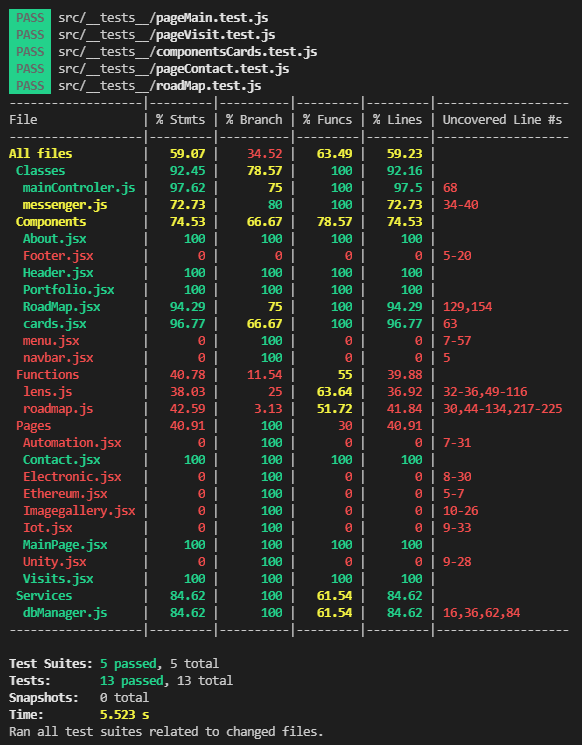 PASS src/__tests__/pageMain.test.js
PASS src/__tests__/pageVisit.test.js
PASS src/__tests__/componentsCards.test.js
PASS src/__tests__/pageContact.test.js
PASS src/__tests__/roadMap.test.js
-------------------|---------|----------|---------|---------|-------------------
File | % Stmts | % Branch | % Funcs | % Lines | Uncovered Line #s
-------------------|---------|----------|---------|---------|-------------------
All files | 59.07 | 34.52 | 63.49 | 59.23 |
Classes | 92.45 | 78.57 | 100 | 92.16 |
mainControler.js | 97.62 | 75 | 100 | 97.5 | 68
messenger.js | 72.73 | 80 | 100 | 72.73 | 34-40
Components | 74.53 | 66.67 | 78.57 | 74.53 |
About.jsx | 100 | 100 | 100 | 100 |
Footer.jsx | 0 | 0 | 0 | 0 | 5-20
Header.jsx | 100 | 100 | 100 | 100 |
Portfolio.jsx | 100 | 100 | 100 | 100 |
RoadMap.jsx | 94.29 | 75 | 100 | 94.29 | 129,154
cards.jsx | 96.77 | 66.67 | 100 | 96.77 | 63
menu.jsx | 0 | 100 | 0 | 0 | 7-57
navbar.jsx | 0 | 100 | 0 | 0 | 5
Functions | 40.78 | 11.54 | 55 | 39.88 |
lens.js | 38.03 | 25 | 63.64 | 36.92 | 32-36,49-116
roadmap.js | 42.59 | 3.13 | 51.72 | 41.84 | 30,44-134,217-225
Pages | 40.91 | 100 | 30 | 40.91 |
Automation.jsx | 0 | 100 | 0 | 0 | 7-31
Contact.jsx | 100 | 100 | 100 | 100 |
Electronic.jsx | 0 | 100 | 0 | 0 | 8-30
Ethereum.jsx | 0 | 100 | 0 | 0 | 5-7
Imagegallery.jsx | 0 | 100 | 0 | 0 | 10-26
Iot.jsx | 0 | 100 | 0 | 0 | 9-33
MainPage.jsx | 100 | 100 | 100 | 100 |
Unity.jsx | 0 | 100 | 0 | 0 | 9-28
Visits.jsx | 100 | 100 | 100 | 100 |
Services | 84.62 | 100 | 61.54 | 84.62 |
dbManager.js | 84.62 | 100 | 61.54 | 84.62 | 16,36,62,84
-------------------|---------|----------|---------|---------|-------------------
Test Suites: 5 passed, 5 total
Tests: 13 passed, 13 total
Snapshots: 0 total
Time: 5.523 s
Ran all test suites related to changed files.